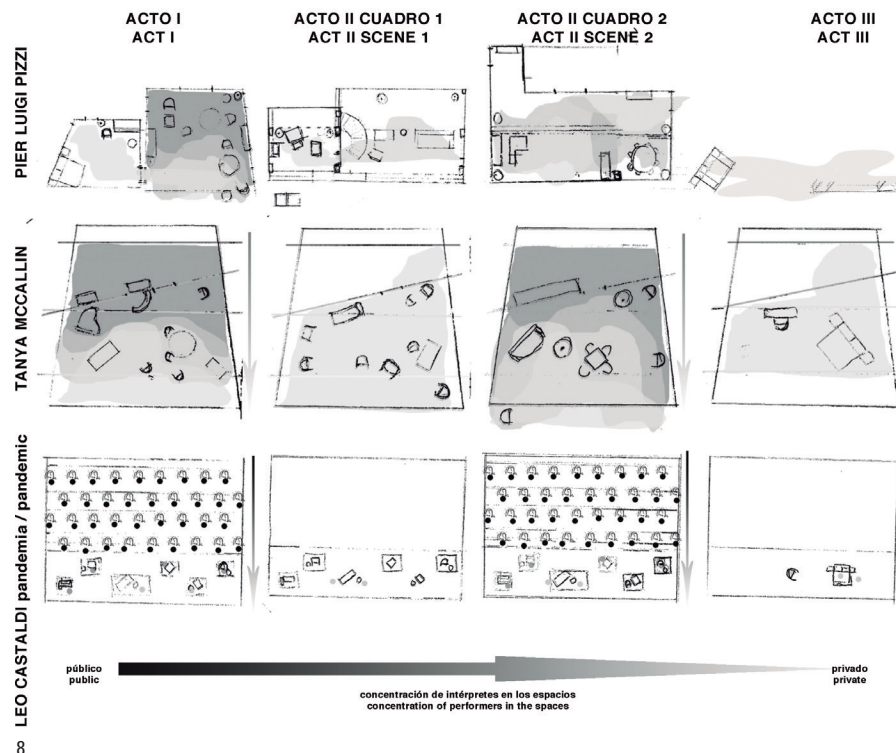 ACTO I
ACT I
ACTO II CUADRO 1
ACT II SCENE 1
ACTO II CUADRO 2
ACT II SCENE 2
ACTO III
ACT III
PIER LUIGI PIZZI
TANYA MCCALLIN
LEO CASTALDI pandemia / pandemic
público
public
privado
private
concentración de intérpretes en los espacios
concentration of performers in the spaces
8